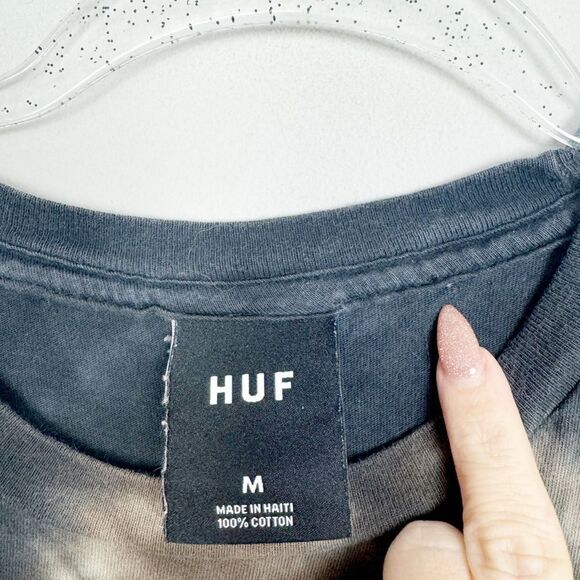 HUF
M
MADE IN HAITI
100% COTTON